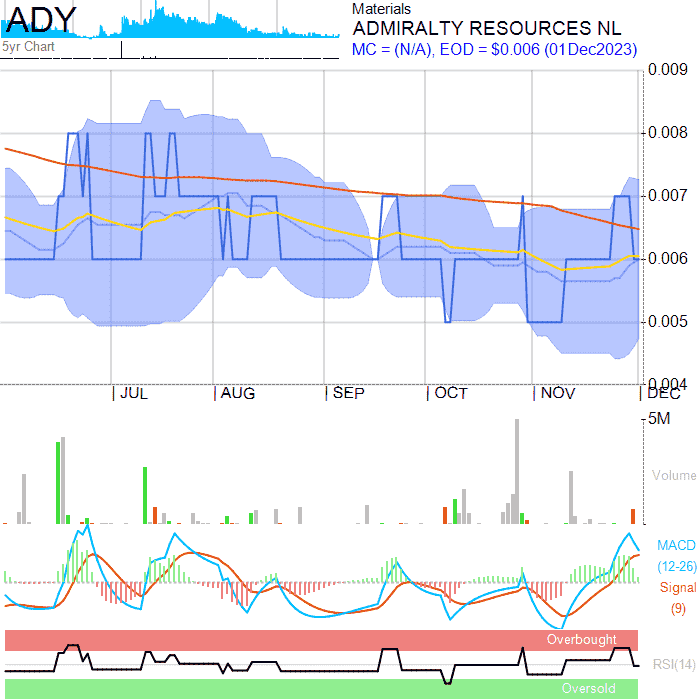 ADY
5yr Chart
Materials
ADMIRALTY RESOURCES NL
MC = (N/A), EOD = $0.006 (01Dec2023)
0.009
0.008
0.007
0.006
0.005
0.004
JUL AUG SEP OCT NOV DEC
5M
Volume
MACD
(12-26)
Signal
(9)
Overbought
RSI(14)
Oversold